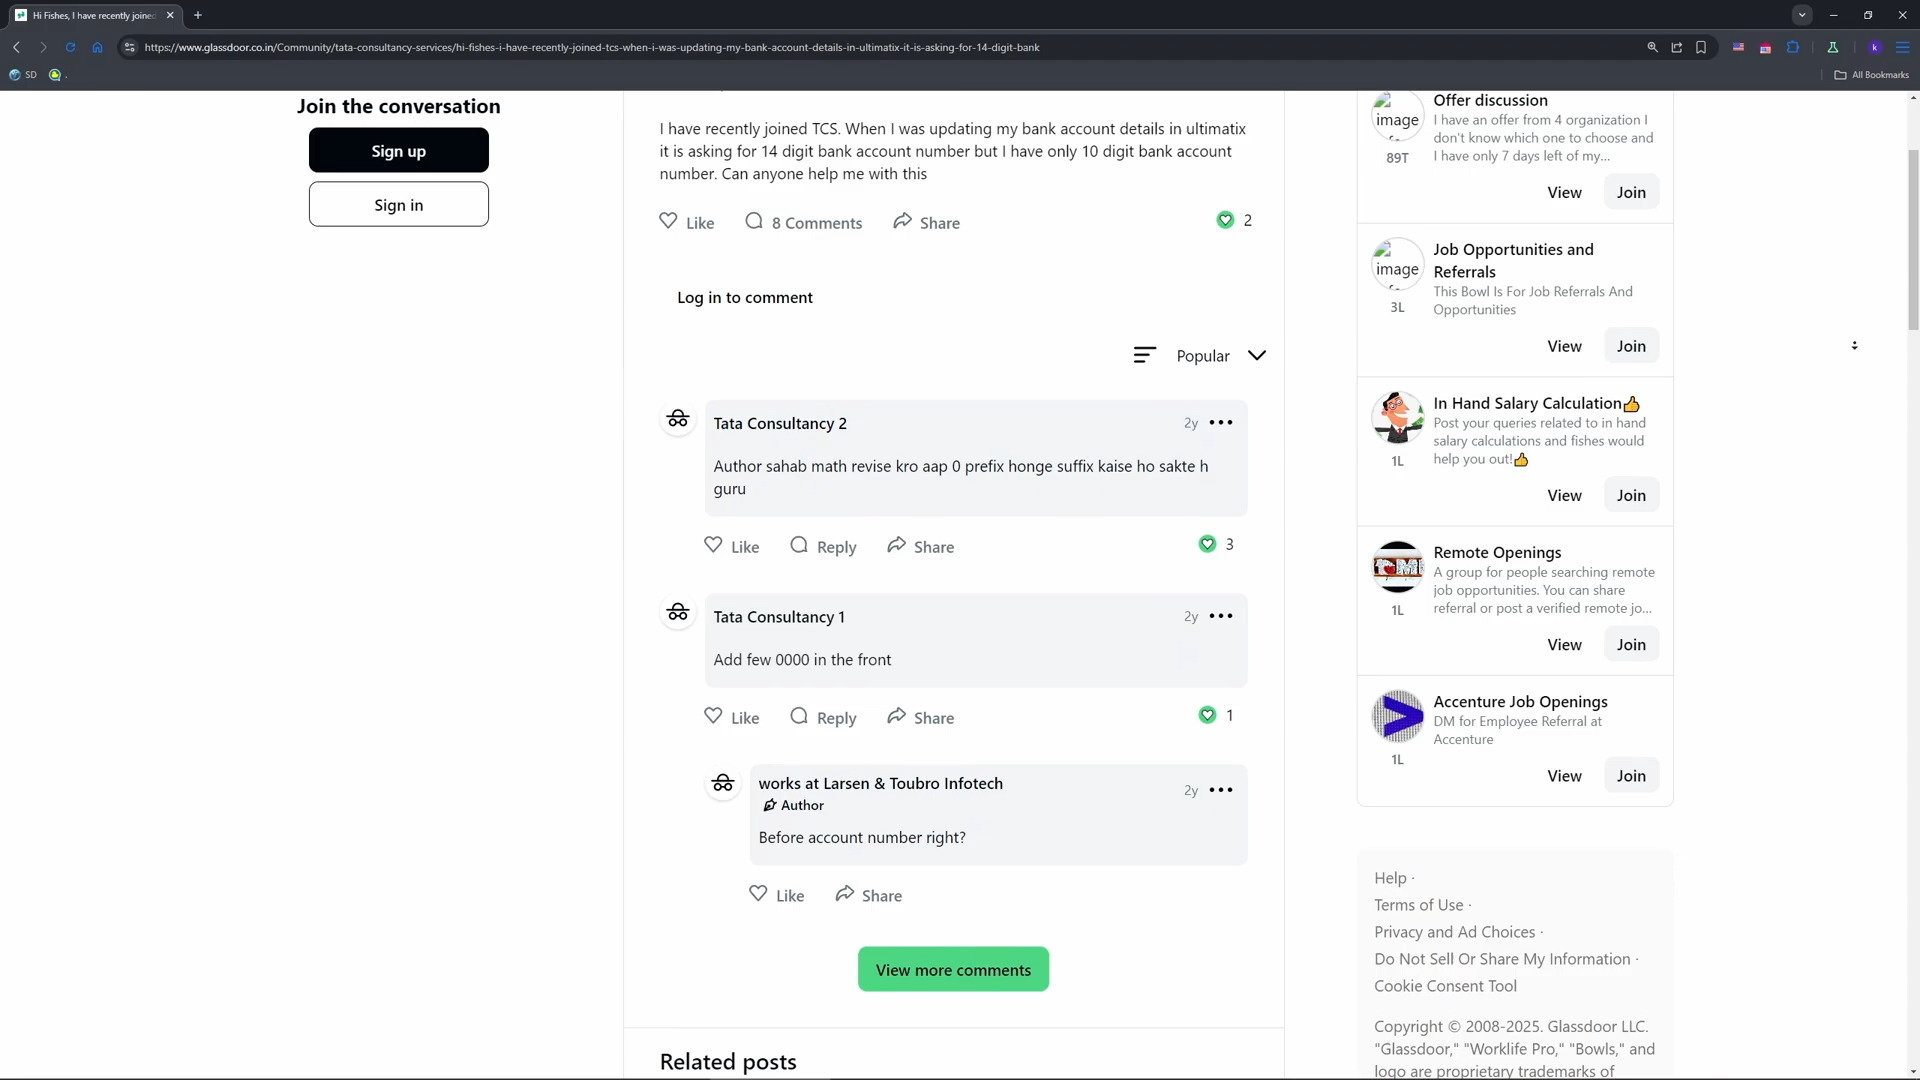 Hi Fishes, I have recently joined
https://www.glassdoor.co.in/Community/tata-consultancy-services/hi-fishes-i-have-recently-joined-tcs-when-i-was-updating-my-bank-account-details-in-ultimatix-it-is-asking-for-14-digit-bank
k
SD
.
All Bookmarks
Join the conversation
Sign up
Sign in
I have recently joined TCS. When I was updating my bank account details in ultimatix
it is asking for 14 digit bank account number but I have only 10 digit bank account
number. Can anyone help me with this
Like
8 Comments
Share
2
Log in to comment
Popular
Tata Consultancy 2
2y
Author sahab math revise kro aap 0 prefix honge suffix kaise ho sakte h
guru
Like
Reply
Share
3
Tata Consultancy 1
2y
Add few 0000 in the front
Like
Reply
Share
1
works at Larsen & Toubro Infotech
2y
Author
Before account number right?
Like
Share
View more comments
Related posts
image
89T
Offer discussion
I have an offer from 4 organization I
don't know which one to choose and
I have only 7 days left of my...
View
Join
image
3L
Job Opportunities and
Referrals
This Bowl Is For Job Referrals And
Opportunities
View
Join
1L
In Hand Salary Calculation👍
Post your queries related to in hand
salary calculations and fishes would
help you out!👍
View
Join
1L
Remote Openings
A group for people searching remote
job opportunities. You can share
referral or post a verified remote jo...
View
Join
1L
Accenture Job Openings
DM for Employee Referral at
Accenture
View
Join
Help ·
Terms of Use ·
Privacy and Ad Choices ·
Do Not Sell Or Share My Information ·
Cookie Consent Tool
Copyright © 2008-2025. Glassdoor LLC.
"Glassdoor," "Worklife Pro," "Bowls," and
logo are proprietary trademarks of